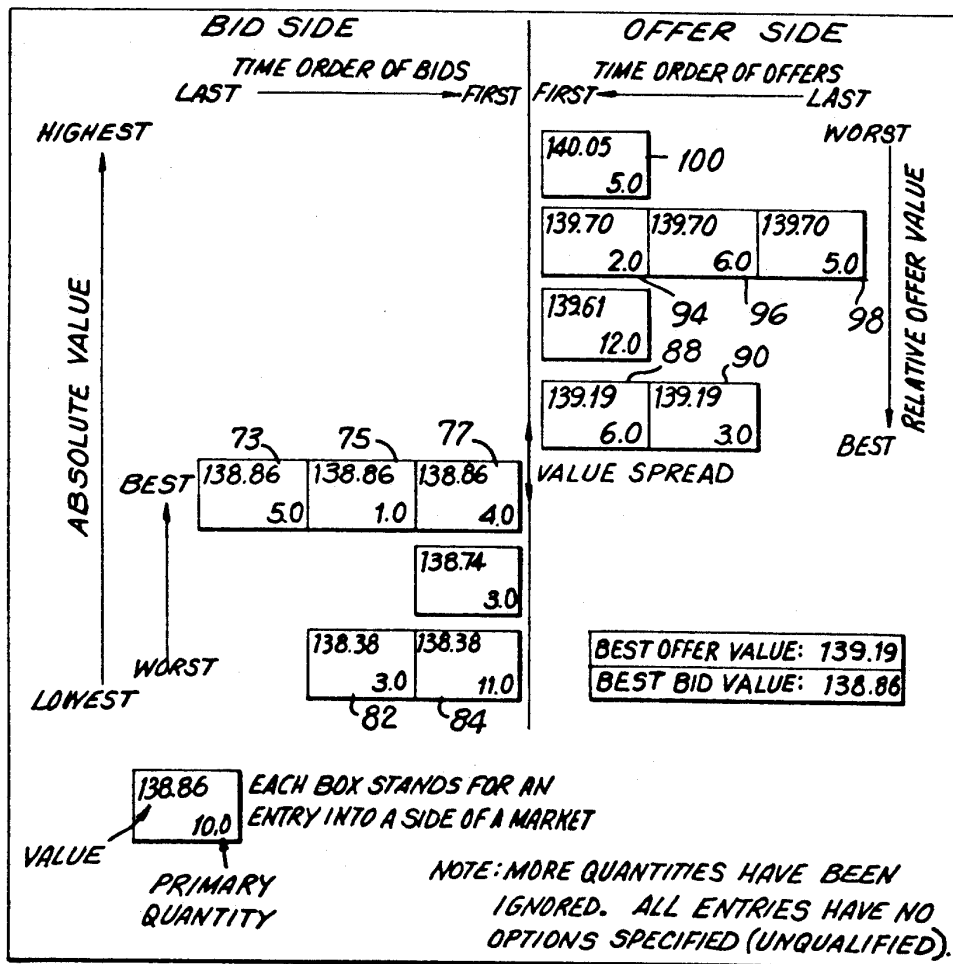 BID SIDE
OFFER SIDE
TIME ORDER OF BIDS
TIME ORDER OF OFFERS
LAST
FIRST
FIRST
LAST
HIGHEST
WORST
140.05
5.0
100
139.70
2.0
139.70
6.0
139.70
5.0
94
96
98
139.61
12.0
88
90
139.19
6.0
139.19
3.0
RELATIVE OFFER VALUE
BEST
ABSOLUTE VALUE
73
75
77
VALUE SPREAD
BEST
138.86
5.0
138.86
1.0
138.86
4.0
138.74
3.0
WORST
138.38
3.0
138.38
11.0
LOWEST
82
84
BEST OFFER VALUE: 139.19
BEST BID VALUE: 138.86
138.86
10.0
EACH BOX STANDS FOR AN
ENTRY INTO A SIDE OF A MARKET
VALUE
PRIMARY
QUANTITY
NOTE: MORE QUANTITIES HAVE BEEN
IGNORED. ALL ENTRIES HAVE NO
OPTIONS SPECIFIED (UNQUALIFIED).